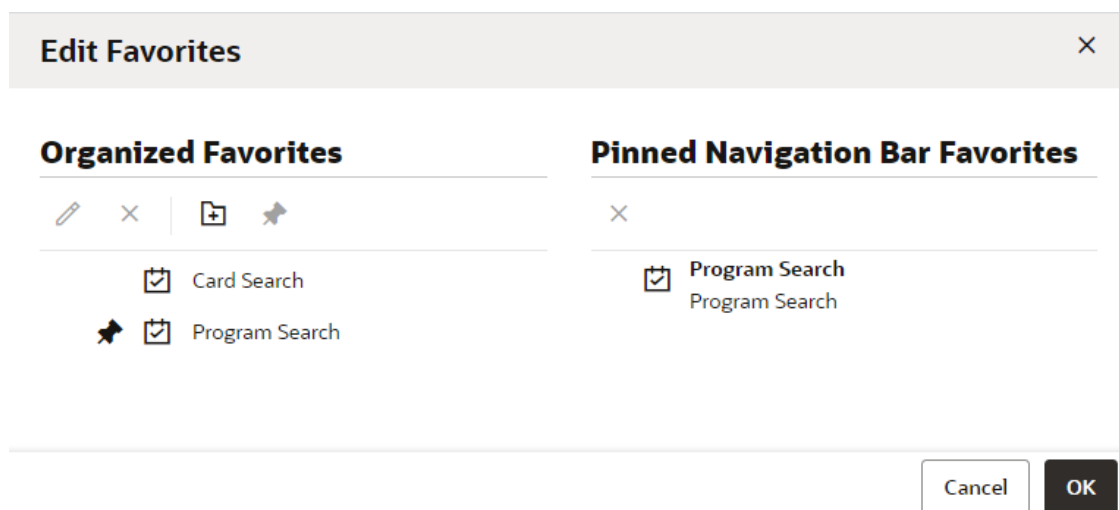 Edit Favorites
Organized Favorites
Card Search
Program Search
Pinned Navigation Bar Favorites
Program Search
Program Search
Cancel
OK